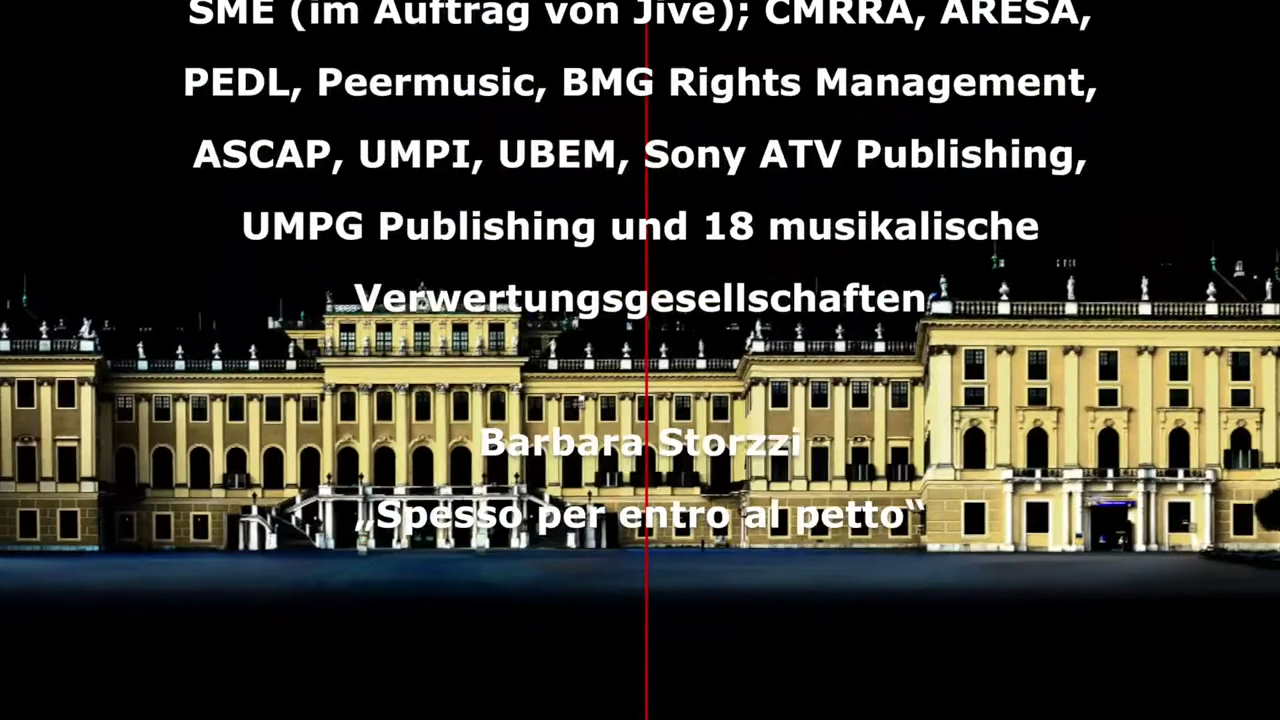 SME (im Auftrag von Jive); CMRRA, ARESA,
PEDL, Peermusic, BMG Rights Management,
ASCAP, UMPI, UBEM, Sony ATV Publishing,
UMPG Publishing und 18 musikalische
Verwertungsgesellschaften
Barbara Storzzi
„Spesso per entro al petto“